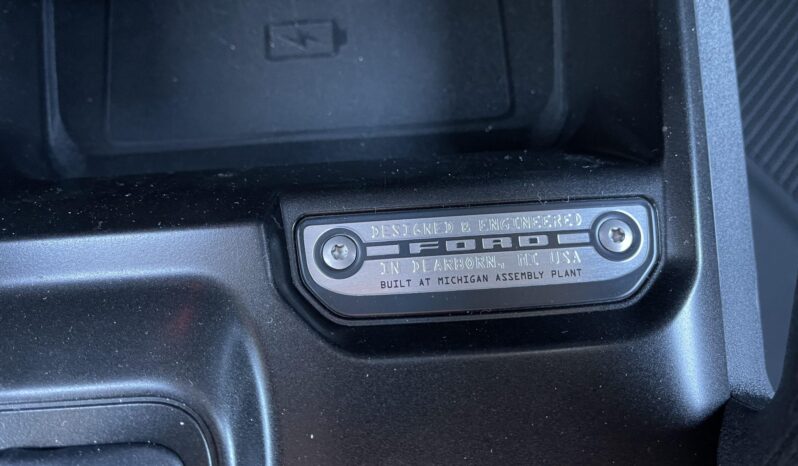 DESIGNED & ENGINEERED
FORD
IN DEARBORN, MI USA
BUILT AT MICHIGAN ASSEMBLY PLANT